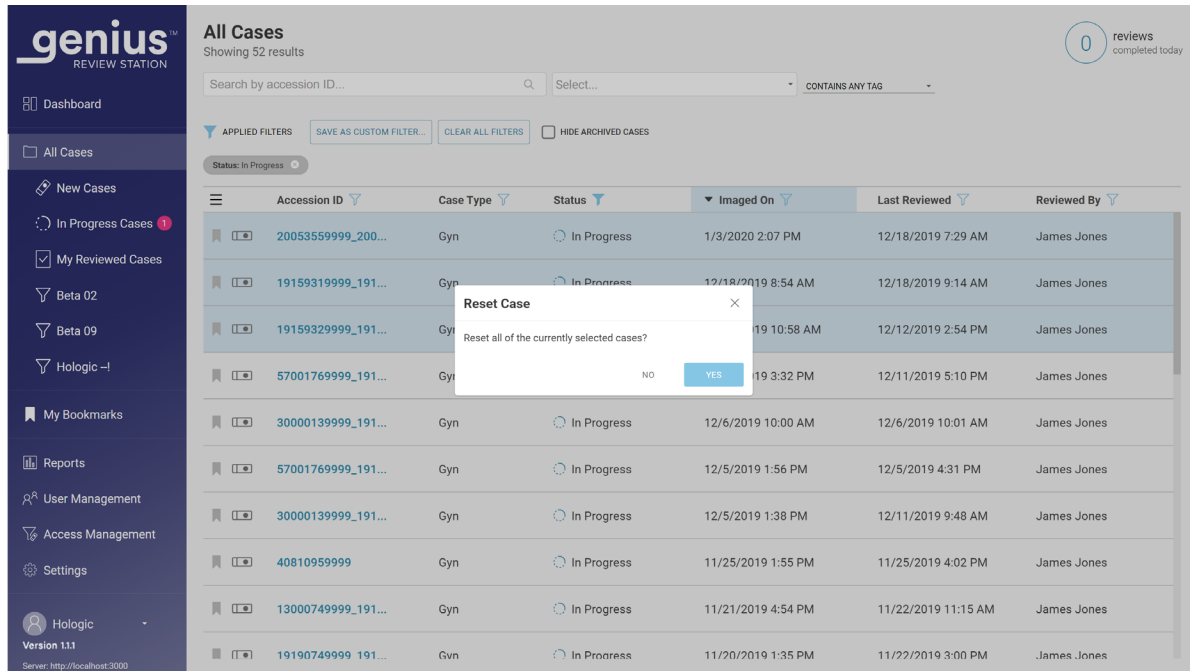 genius™
REVIEW STATION
Dashboard
All Cases
New Cases
In Progress Cases 1
My Reviewed Cases
Beta 02
Beta 09
Hologic --!
My Bookmarks
Reports
User Management
Access Management
Settings
Hologic
Version 1.1.1
Server: http://localhost:3000
All Cases
Showing 52 results
0 reviews
completed today
Search by accession ID... Select... CONTAINS ANY TAG
APPLIED FILTERS SAVE AS CUSTOM FILTER... CLEAR ALL FILTERS HIDE ARCHIVED CASES
Status: In Progress
Accession ID Case Type Status Imaged On Last Reviewed Reviewed By
20053559999_200... Gyn In Progress 1/3/2020 2:07 PM 12/18/2019 7:29 AM James Jones
19159319999_191... Gyn In Progress 12/18/2019 8:54 AM 12/18/2019 9:14 AM James Jones
19159329999_191... 10:58 AM 12/12/2019 2:54 PM James Jones
57001769999_191... 3:32 PM 12/11/2019 5:10 PM James Jones
30000139999_191... Gyn In Progress 12/6/2019 10:00 AM 12/6/2019 10:01 AM James Jones
57001769999_191... Gyn In Progress 12/5/2019 1:56 PM 12/5/2019 4:31 PM James Jones
30000139999_191... Gyn In Progress 12/5/2019 1:38 PM 12/11/2019 9:48 AM James Jones
40810959999 Gyn In Progress 11/25/2019 1:55 PM 11/25/2019 4:02 PM James Jones
13000749999_191... Gyn In Progress 11/21/2019 4:54 PM 11/22/2019 11:15 AM James Jones
19190749999_191... Gyn In Progress 11/20/2019 1:35 PM 11/22/2019 3:00 PM James Jones
Reset Case
Reset all of the currently selected cases?
NO YES